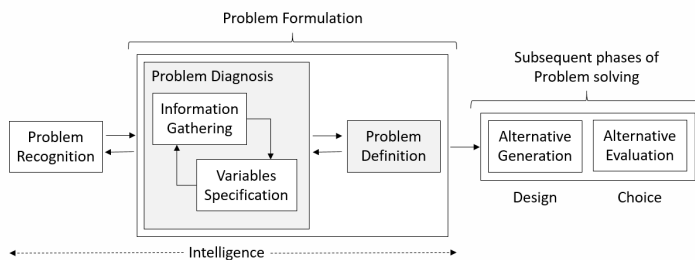 Problem Formulation
Subsequent phases of
Problem solving
Problem Diagnosis
Information
Gathering
Variables
Specification
Problem
Recognition
Problem
Definition
Alternative
Generation
Alternative
Evaluation
Design
Choice
Intelligence